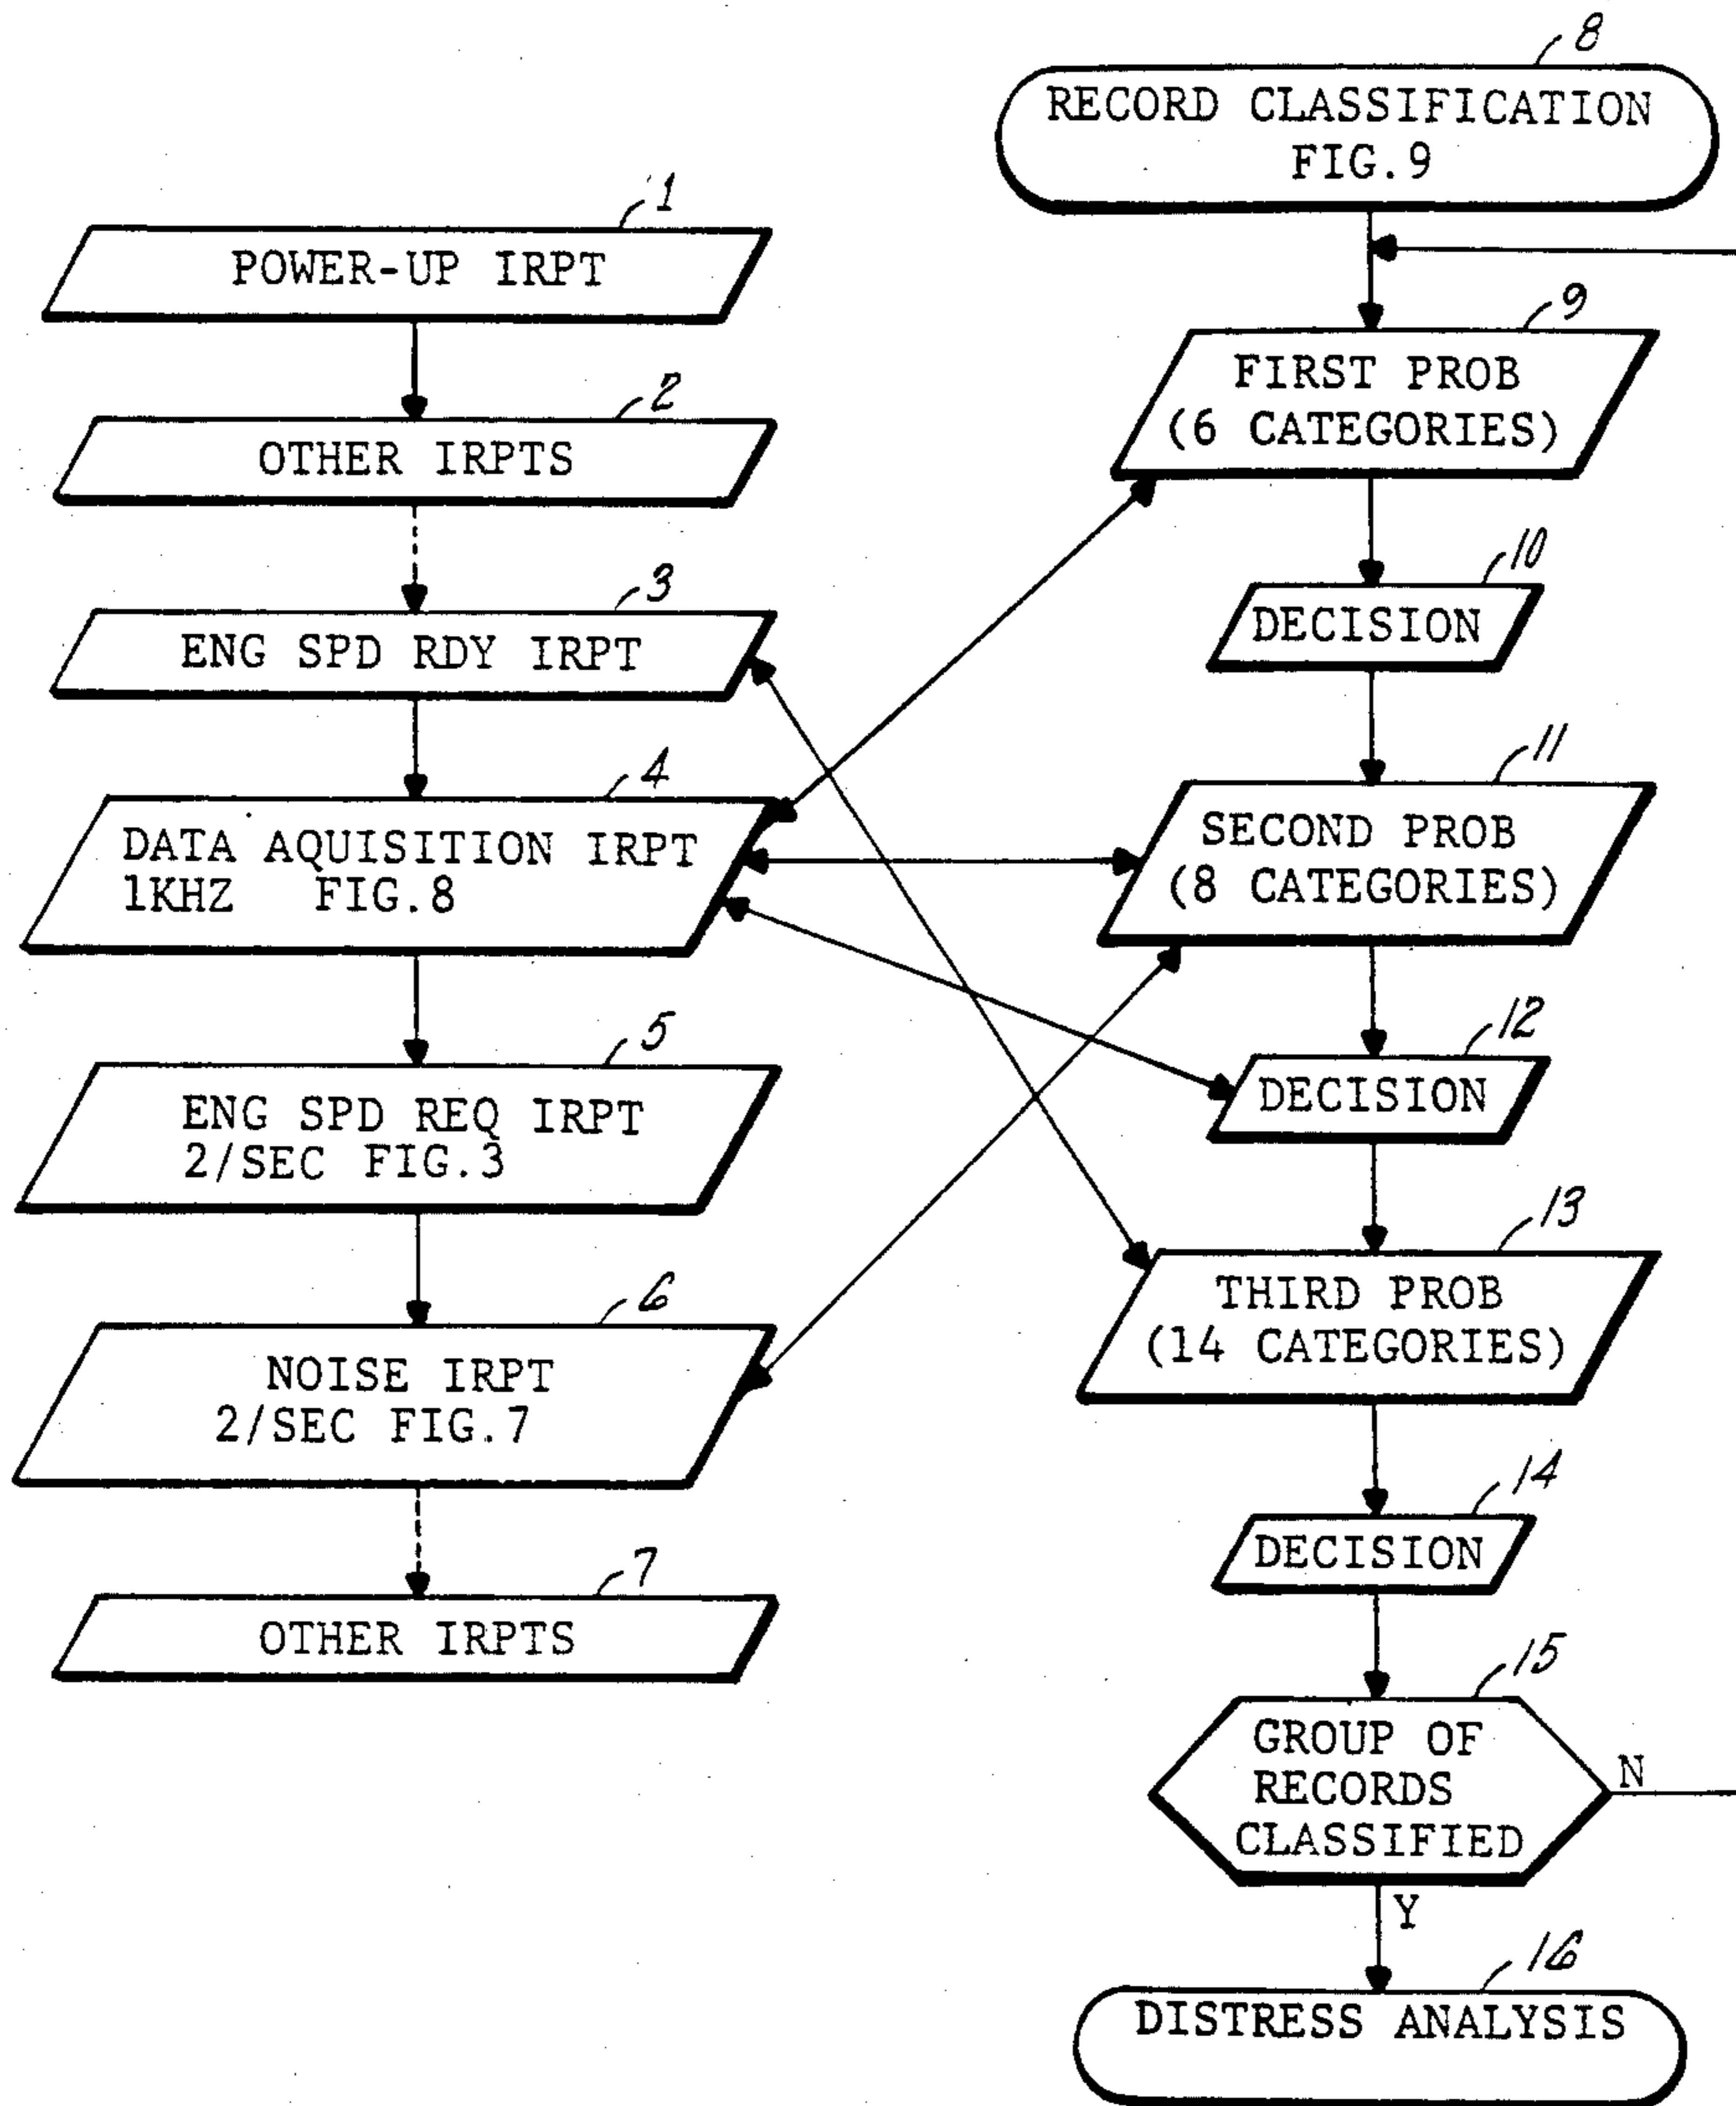 1
POWER-UP IRPT
2
OTHER IRPTS
3
ENG SPD RDY IRPT
4
DATA AQUISITION IRPT
1KHZ FIG.8
5
ENG SPD REQ IRPT
2/SEC FIG.3
6
NOISE IRPT
2/SEC FIG.7
7
OTHER IRPTS
8
RECORD CLASSIFICATION
FIG.9
9
FIRST PROB
(6 CATEGORIES)
10
DECISION
11
SECOND PROB
(8 CATEGORIES)
12
DECISION
13
THIRD PROB
(14 CATEGORIES)
14
DECISION
15
GROUP OF
RECORDS
CLASSIFIED
N
Y
16
DISTRESS ANALYSIS